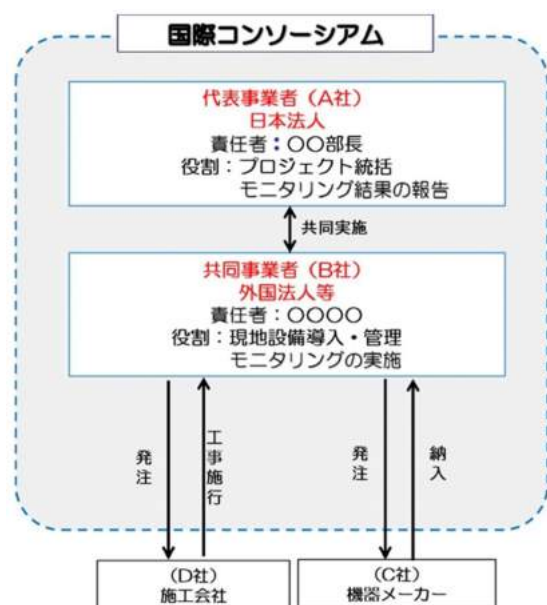 国際コンソーシアム
代表事業者（A社）
日本法人
責任者：〇〇部長
役割：プロジェクト統括
モニタリング結果の報告
共同実施
共同事業者（B社）
外国法人等
責任者：〇〇〇〇
役割：現地設備導入・管理
モニタリングの実施
発注
工事施行
発注
納入
（D社）
施工会社
（C社）
機器メーカー